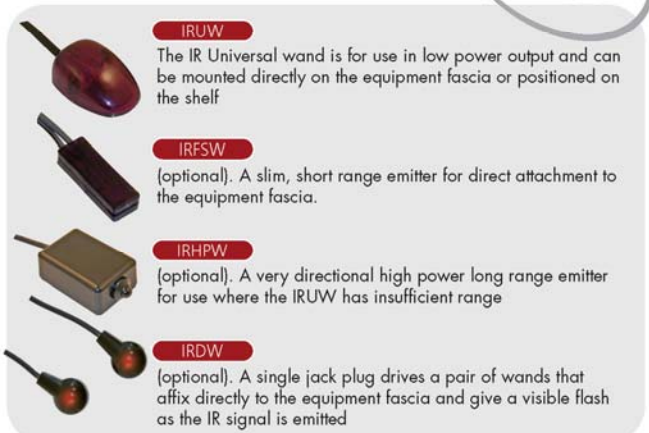 IRUW
The IR Universal wand is for use in low power output and can
be mounted directly on the equipment fascia or positioned on
the shelf
IRFSW
(optional). A slim, short range emitter for direct attachment to
the equipment fascia.
IRHPW
(optional). A very directional high power long range emitter
for use where the IRUW has insufficient range
IRDW
(optional). A single jack plug drives a pair of wands that
affix directly to the equipment fascia and give a visible flash
as the IR signal is emitted